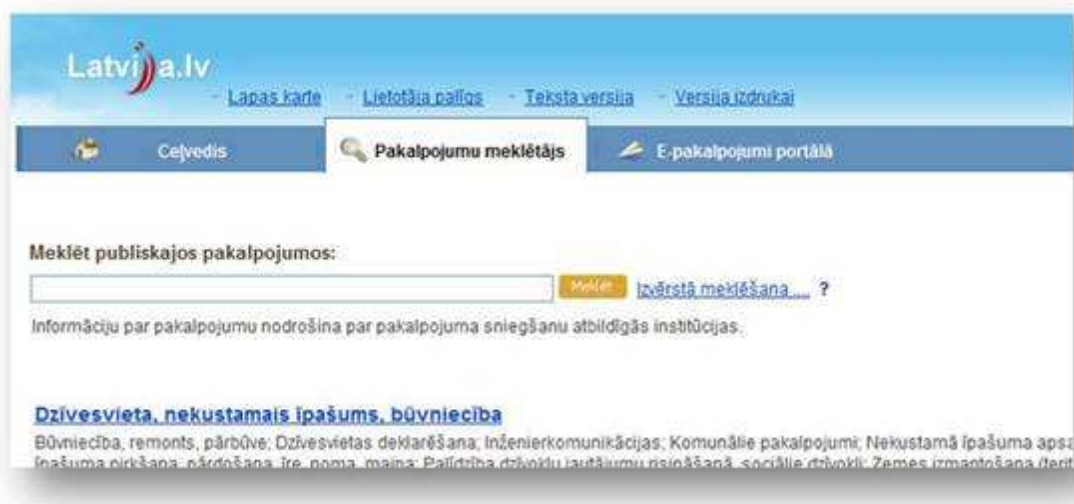 Latvija.lv
- Lapas karte - Lietotāja palīgs - Teksta versija - Versija izdrukai
Ceļvedis Pakalpojumu meklētājs E-pakalpojumi portālā
Meklēt publiskajos pakalpojumos:
Meklēt Izvērstā meklēšana .... ?
Informāciju par pakalpojumu nodrošina par pakalpojuma sniegšanu atbildīgās institūcijas.
Dzīvesvieta, nekustamais īpašums, būvniecība
Būvniecība, remonts, pārbūve; Dzīvesvietas deklarēšana; Inženierkomunikācijas; Komunālie pakalpojumi; Nekustamā īpašuma apsa
īpašuma pirkšana, pārdošana, īre, noma, maiņa; Palīdzība dzīvokļu jautājumu risināšanā, sociālie dzīvokļi; Zemes izmantošana (terit